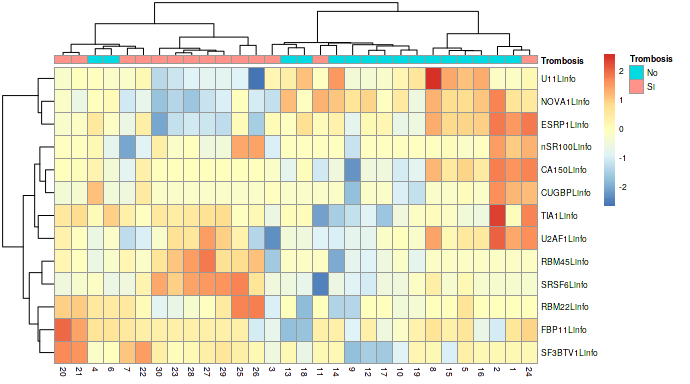 Trombosis
Trombosis
No
SI
2
1
0
-1
-2
U11Linfo
NOVA1Linfo
ESRP1Linfo
nSR100Linfo
CA150Linfo
CUGBPLinfo
TIA1Linfo
U2AF1Linfo
RBM45Linfo
SRSF6Linfo
RBM22Linfo
FBP11Linfo
SF3BTV1Linfo
20 21 4 6 7 22 30 23 28 27 29 25 26 3 13 18 11 14 9 12 17 10 19 8 15 5 16 2 1 24